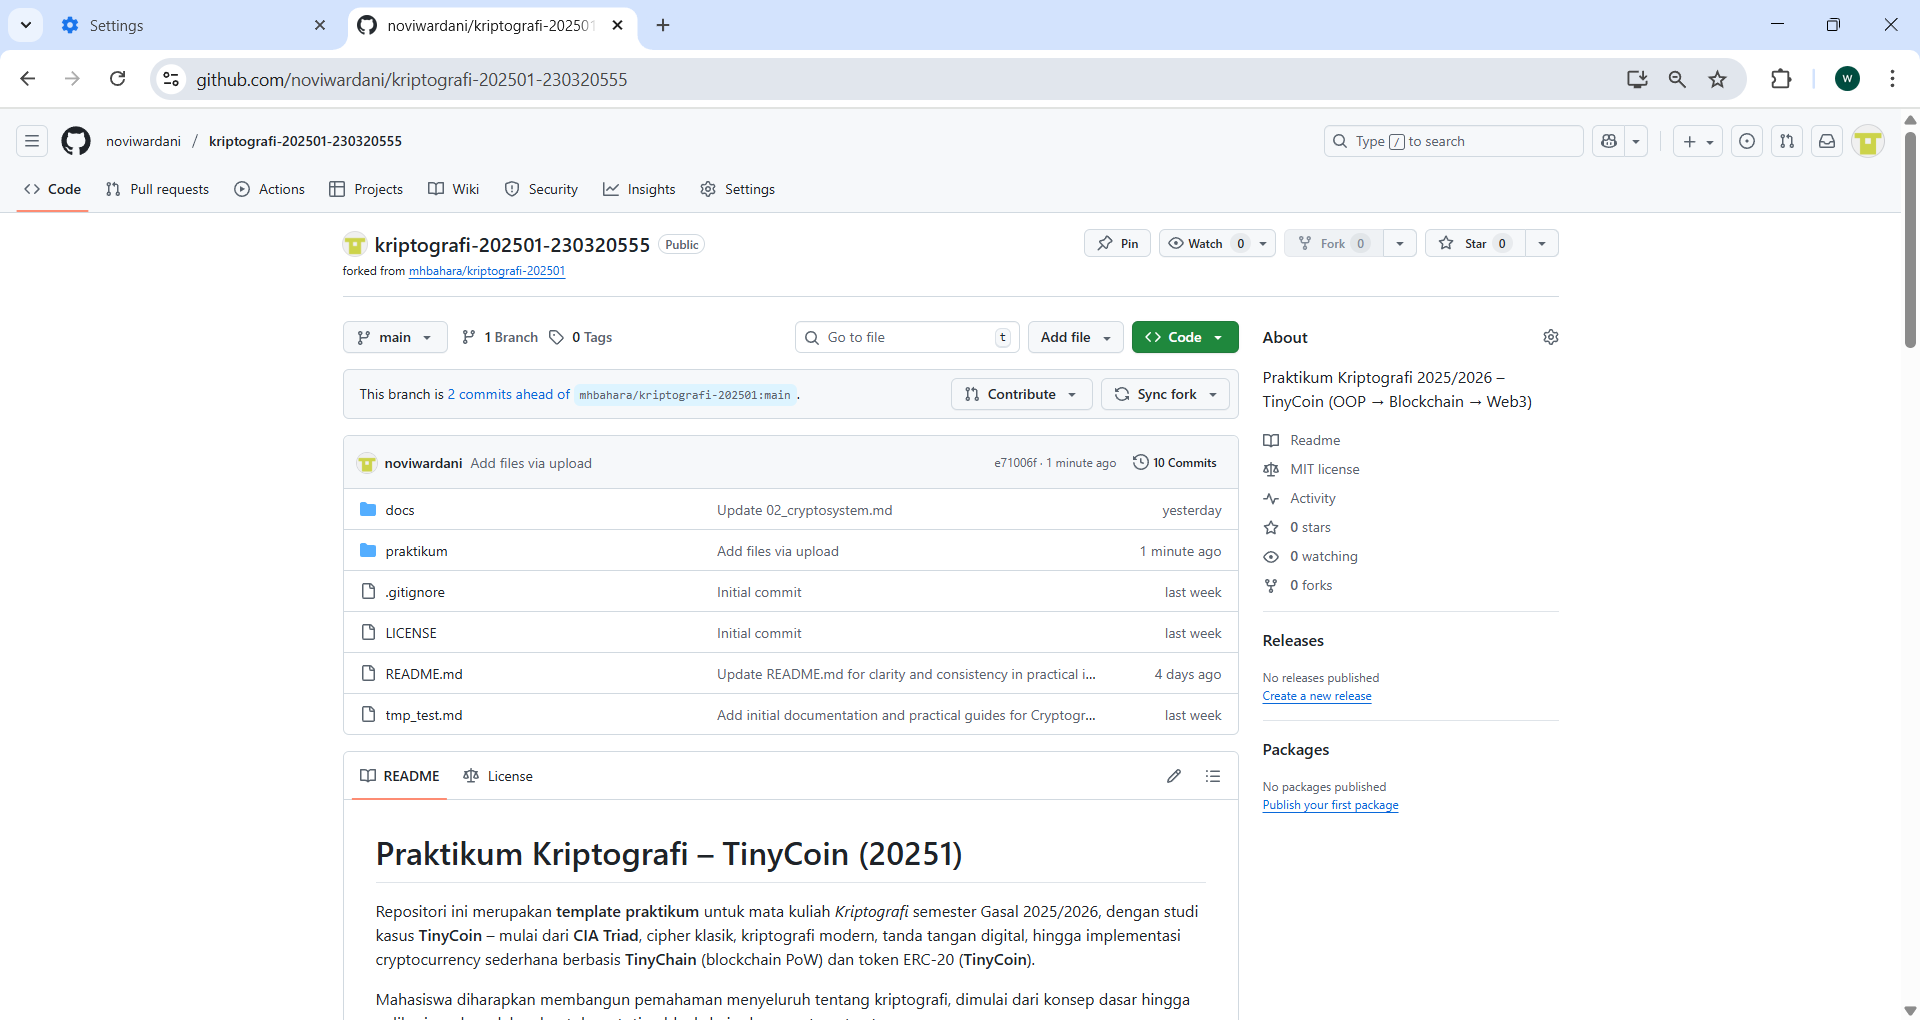 Settings
noviwardani/kriptografi-202501
github.com/noviwardani/kriptografi-202501-230320555
W
noviwardani / kriptografi-202501-230320555
Type / to search
Code
Pull requests
Actions
Projects
Wiki
Security
Insights
Settings
kriptografi-202501-230320555 Public
forked from mhbahara/kriptografi-202501
Pin
Watch 0
Fork 0
Star 0
main
1 Branch
0 Tags
Go to file t
Add file
Code
This branch is 2 commits ahead of mhbahara/kriptografi-202501:main .
Contribute
Sync fork
noviwardani Add files via upload e71006f · 1 minute ago 10 Commits
docs Update 02_cryptosystem.md yesterday
praktikum Add files via upload 1 minute ago
.gitignore Initial commit last week
LICENSE Initial commit last week
README.md Update README.md for clarity and consistency in practical i... 4 days ago
tmp_test.md Add initial documentation and practical guides for Cryptogr... last week
README
License
Praktikum Kriptografi – TinyCoin (20251)
Repositori ini merupakan template praktikum untuk mata kuliah Kriptografi semester Gasal 2025/2026, dengan studi
kasus TinyCoin – mulai dari CIA Triad, cipher klasik, kriptografi modern, tanda tangan digital, hingga implementasi
cryptocurrency sederhana berbasis TinyChain (blockchain PoW) dan token ERC-20 (TinyCoin).
Mahasiswa diharapkan membangun pemahaman menyeluruh tentang kriptografi, dimulai dari konsep dasar hingga
About
Praktikum Kriptografi 2025/2026 –
TinyCoin (OOP → Blockchain → Web3)
Readme
MIT license
Activity
0 stars
0 watching
0 forks
Releases
No releases published
Create a new release
Packages
No packages published
Publish your first package